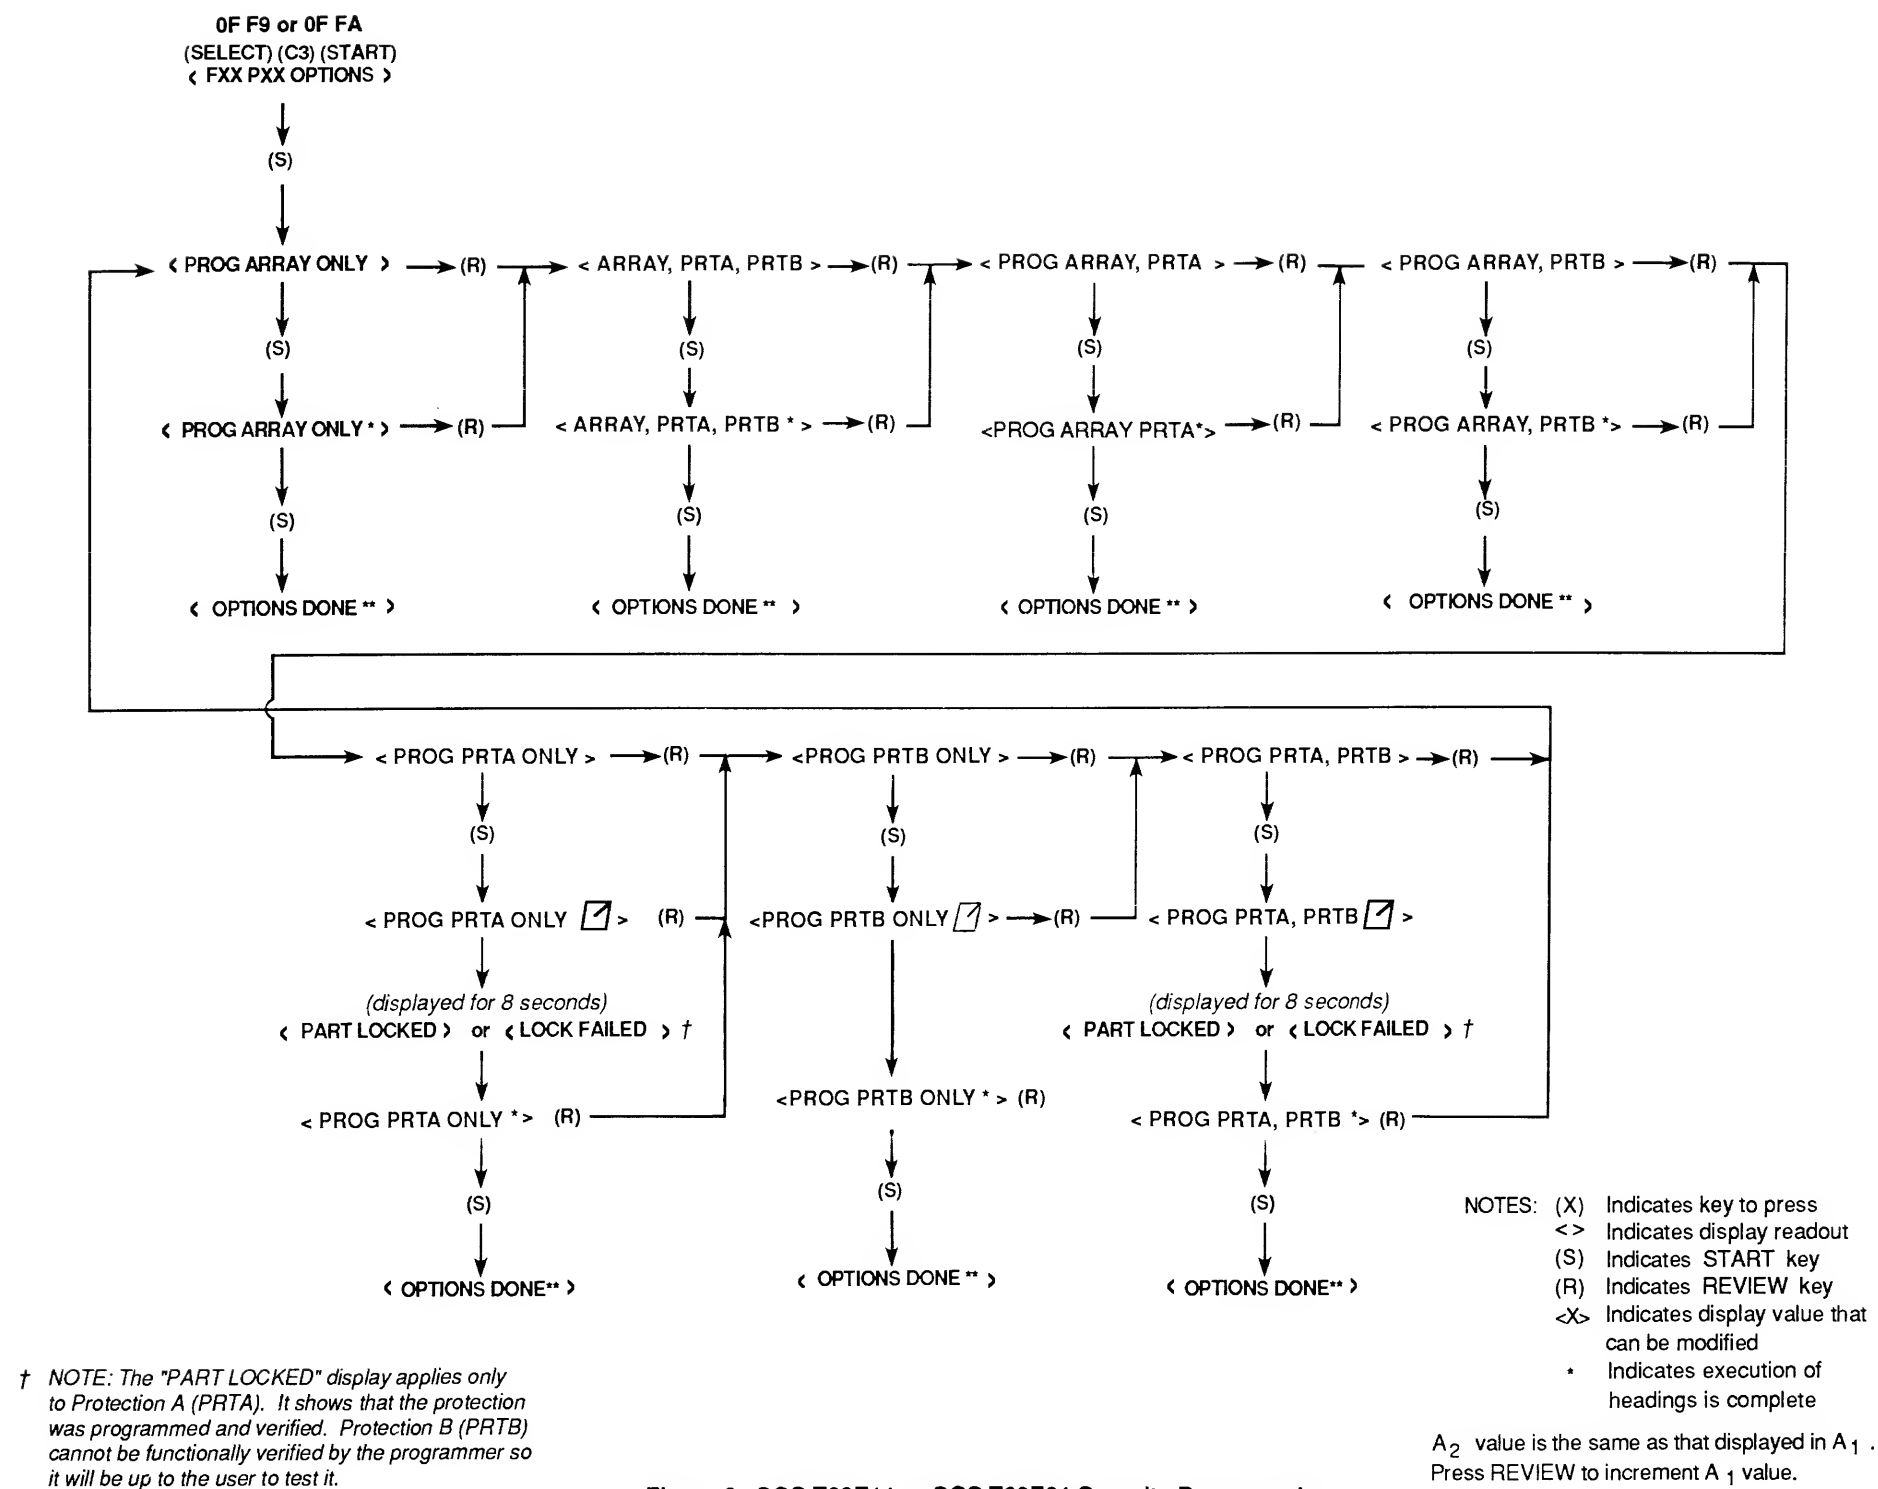 0F F9 or 0F FA
(SELECT) (C3) (START)
< FXX PXX OPTIONS >
(S)
< PROG ARRAY ONLY > (R) < ARRAY, PRTA, PRTB > (R) < PROG ARRAY, PRTA > (R) < PROG ARRAY, PRTB > (R)
(S) (S) (S) (S)
< PROG ARRAY ONLY * > (R) < ARRAY, PRTA, PRTB * > (R) <PROG ARRAY PRTA*> (R) < PROG ARRAY, PRTB *> (R)
(S) (S) (S) (S)
< OPTIONS DONE ** > < OPTIONS DONE ** > < OPTIONS DONE ** > < OPTIONS DONE ** >
< PROG PRTA ONLY > (R) <PROG PRTB ONLY > (R) < PROG PRTA, PRTB > (R)
(S) (S) (S)
< PROG PRTA ONLY > (R) <PROG PRTB ONLY > (R) < PROG PRTA, PRTB >
(displayed for 8 seconds) (displayed for 8 seconds)
< PART LOCKED > or < LOCK FAILED > † < PART LOCKED > or < LOCK FAILED > †
< PROG PRTA ONLY *> (R) <PROG PRTB ONLY * > (R) < PROG PRTA, PRTB *> (R)
(S) (S) (S)
< OPTIONS DONE** > < OPTIONS DONE ** > < OPTIONS DONE** >
NOTES: (X) Indicates key to press
<> Indicates display readout
(S) Indicates START key
(R) Indicates REVIEW key
<X> Indicates display value that
can be modified
* Indicates execution of
headings is complete
A2 value is the same as that displayed in A1 .
Press REVIEW to increment A1 value.
† NOTE: The "PART LOCKED" display applies only
to Protection A (PRTA). It shows that the protection
was programmed and verified. Protection B (PRTB)
cannot be functionally verified by the programmer so
it will be up to the user to test it.